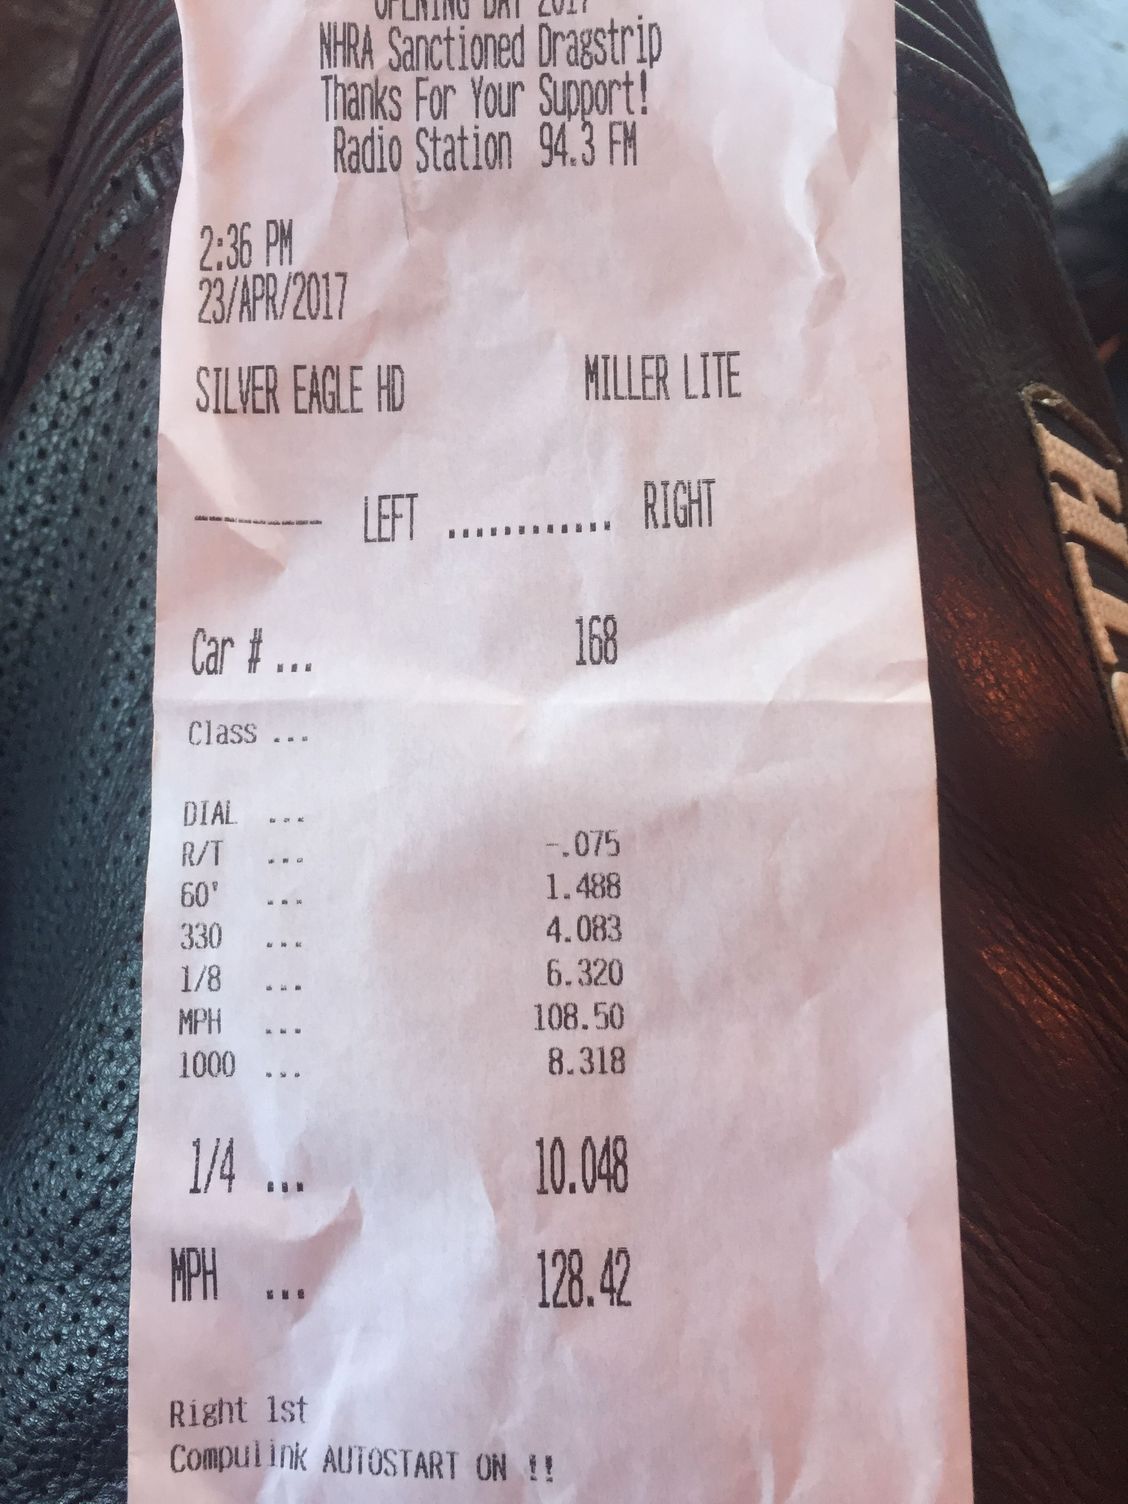 OPENING DAY 2017
NHRA Sanctioned Dragstrip
Thanks For Your Support!
Radio Station 94.3 FM
2:36 PM
23/APR/2017
SILVER EAGLE HD MILLER LITE
--------- LEFT ............ RIGHT
Car # ... 168
Class ...
DIAL ...
R/T ... -.075
60' ... 1.488
330 ... 4.083
1/8 ... 6.320
MPH ... 108.50
1000 ... 8.318
1/4 ... 10.048
MPH ... 128.42
Right 1st
Compulink AUTOSTART ON !!